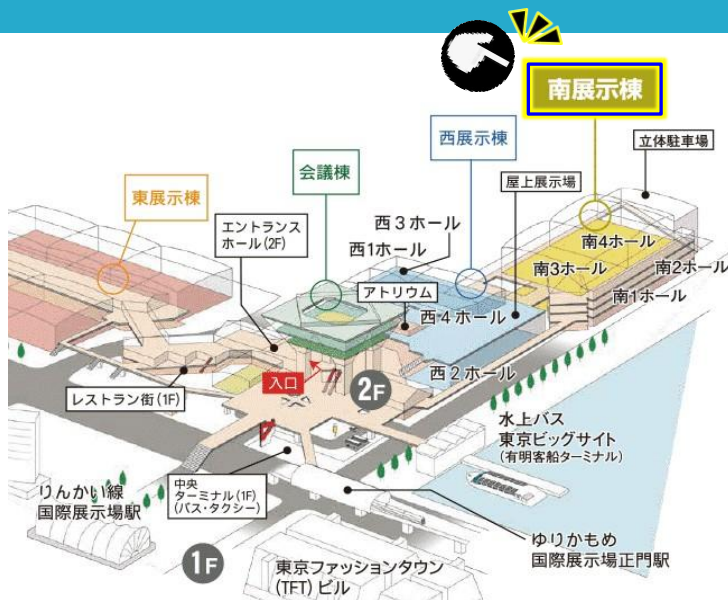 南展示棟
立体駐車場
西展示棟
会議棟
屋上展示場
東展示棟
エントランス
ホール(2F)
西3ホール
西1ホール
南4ホール
南3ホール
南2ホール
南1ホール
アトリウム
西4ホール
入口
2F
西2ホール
レストラン街(1F)
水上バス
東京ビッグサイト
(有明客船ターミナル)
りんかい線
国際展示場駅
中央
ターミナル(1F)
(バス・タクシー)
ゆりかもめ
国際展示場正門駅
1F
東京ファッションタウン
(TFT)ビル